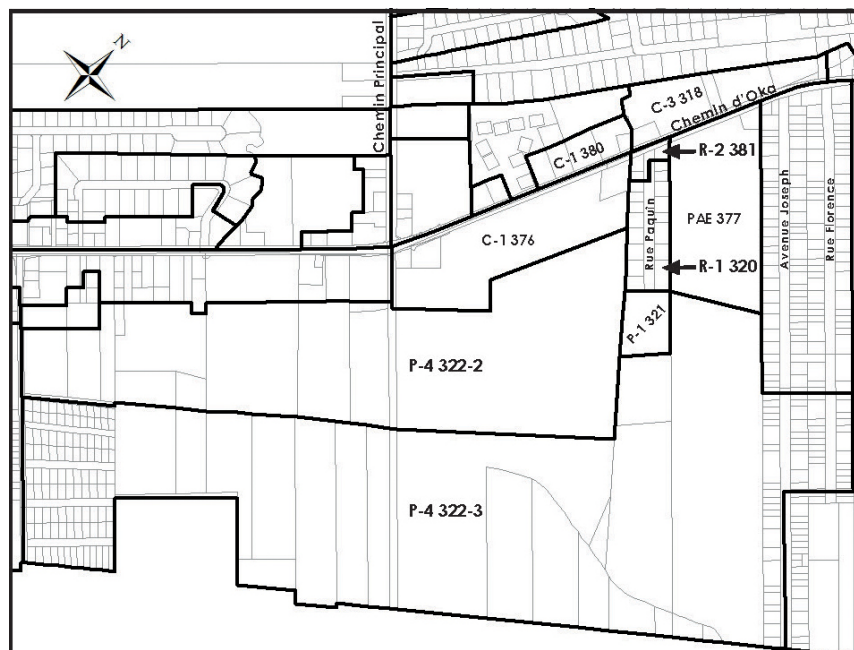 N
Chemin Principal
C-3 318
Chemin d'Oka
C-1 380
R-2 381
C-1 376
Rue Paquin
PAE 377
Avenue Joseph
Rue Florence
R-1 320
P-1 321
P-4 322-2
P-4 322-3